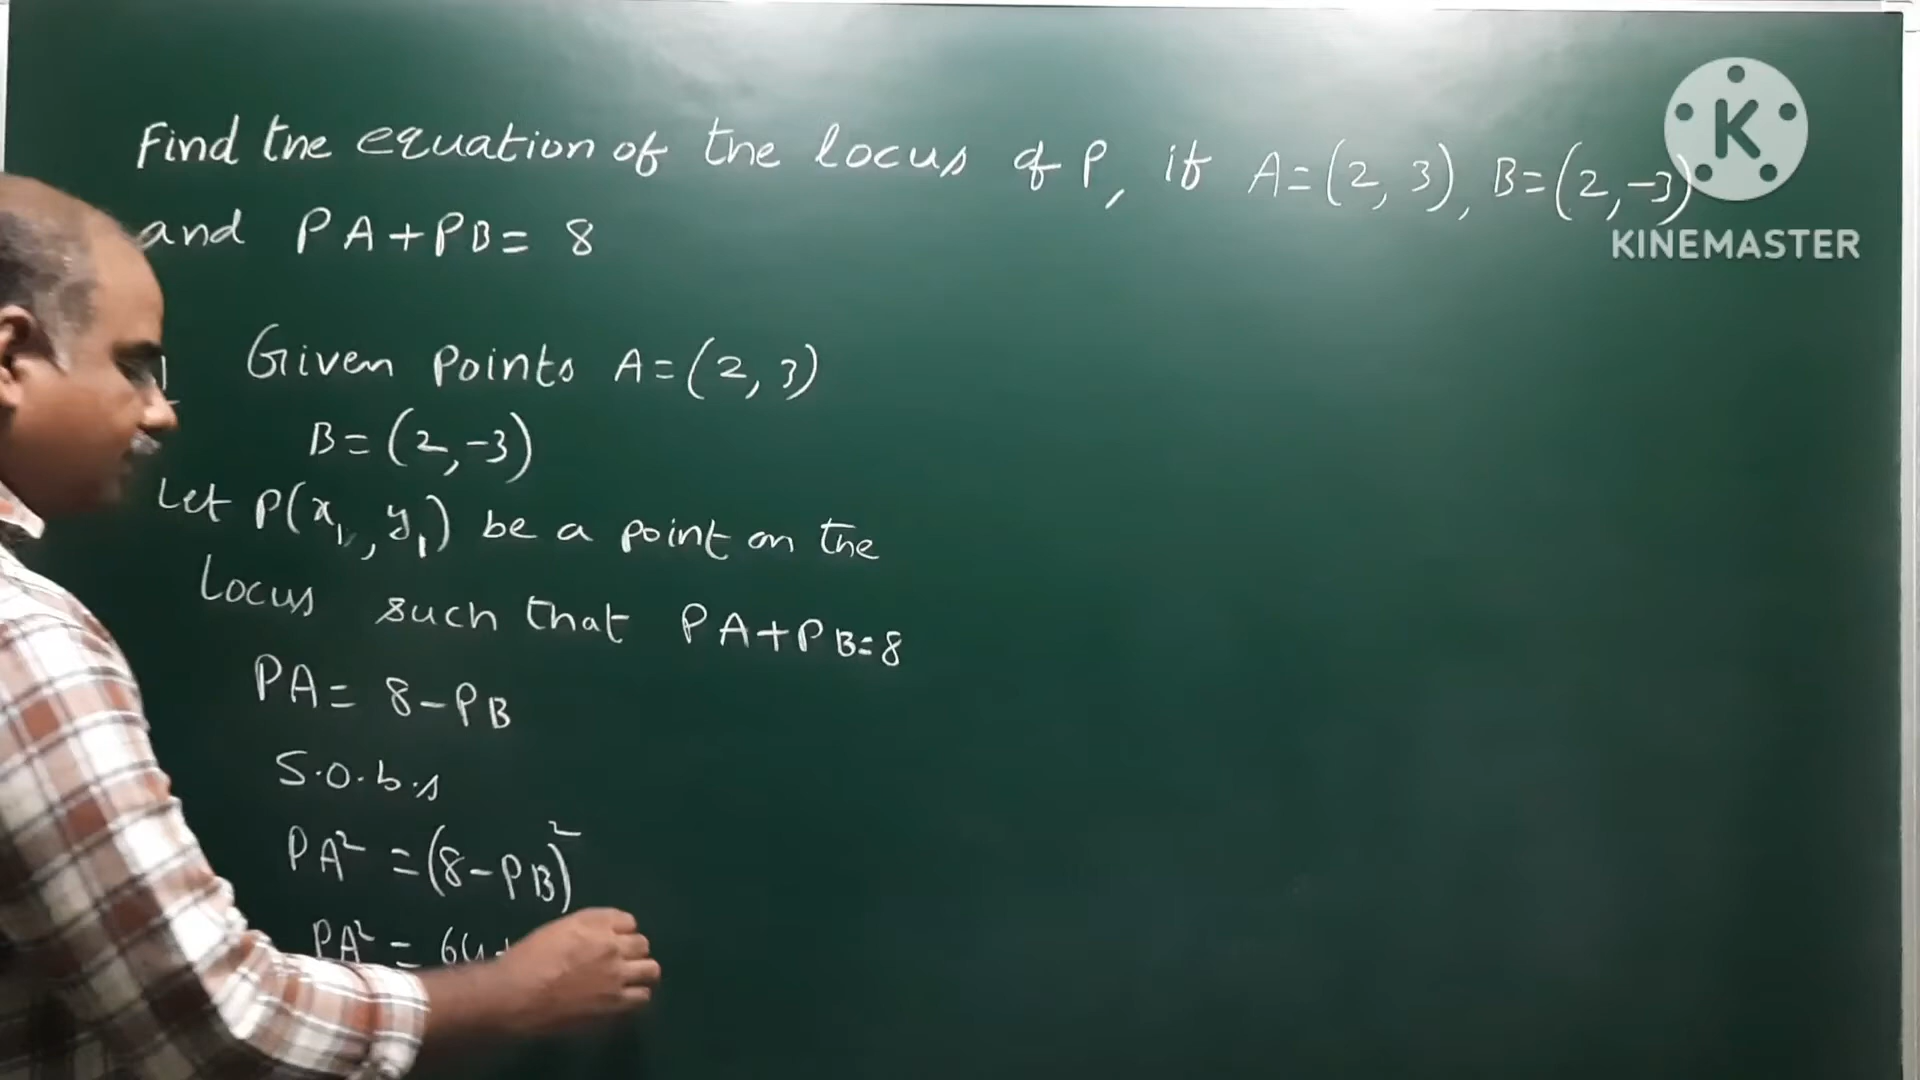 Find the equation of the locus of P, if A=(2, 3), B=(2,-3)
and PA+PB= 8
Given points A=(2, 3)
B=(2,-3)
Let P(x₁, y₁) be a point on the
Locus such that PA+PB=8
PA= 8-PB
S.O.b.s
PA² =(8-PB)²
PA² = 64+
K
KINEMASTER